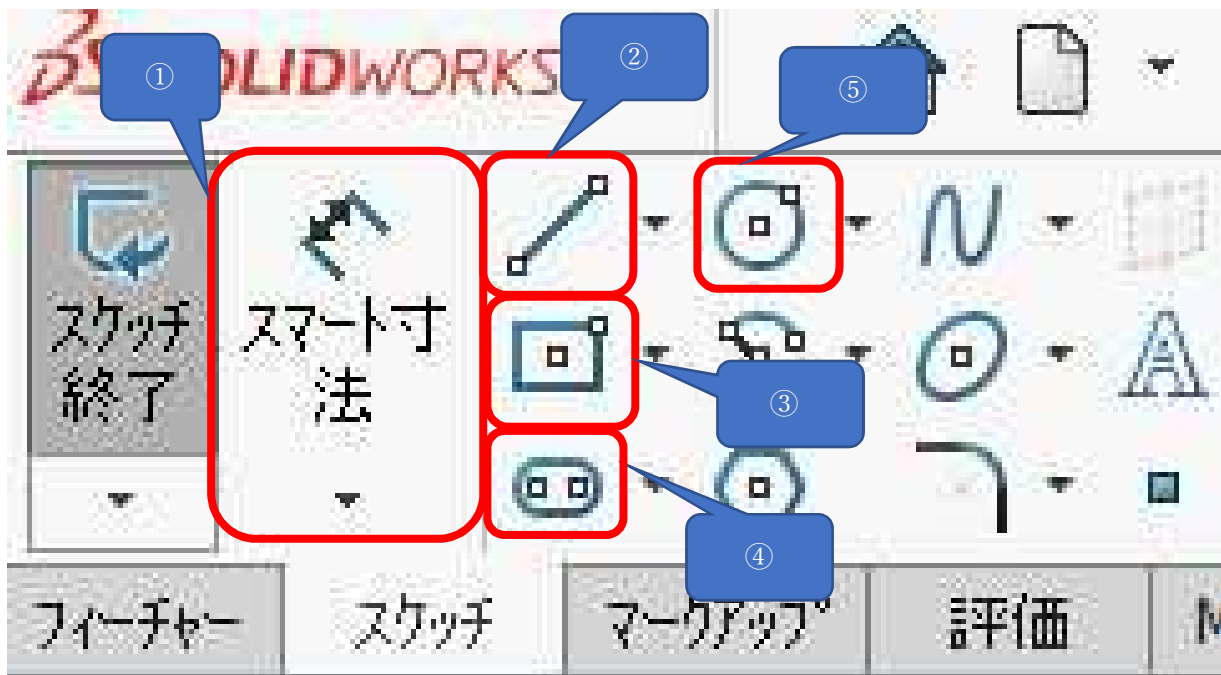 ①
②
⑤
SOLIDWORKS
スケッチ
終了
スマート寸
法
③
④
フィーチャー
スケッチ
マークアップ
評価
M